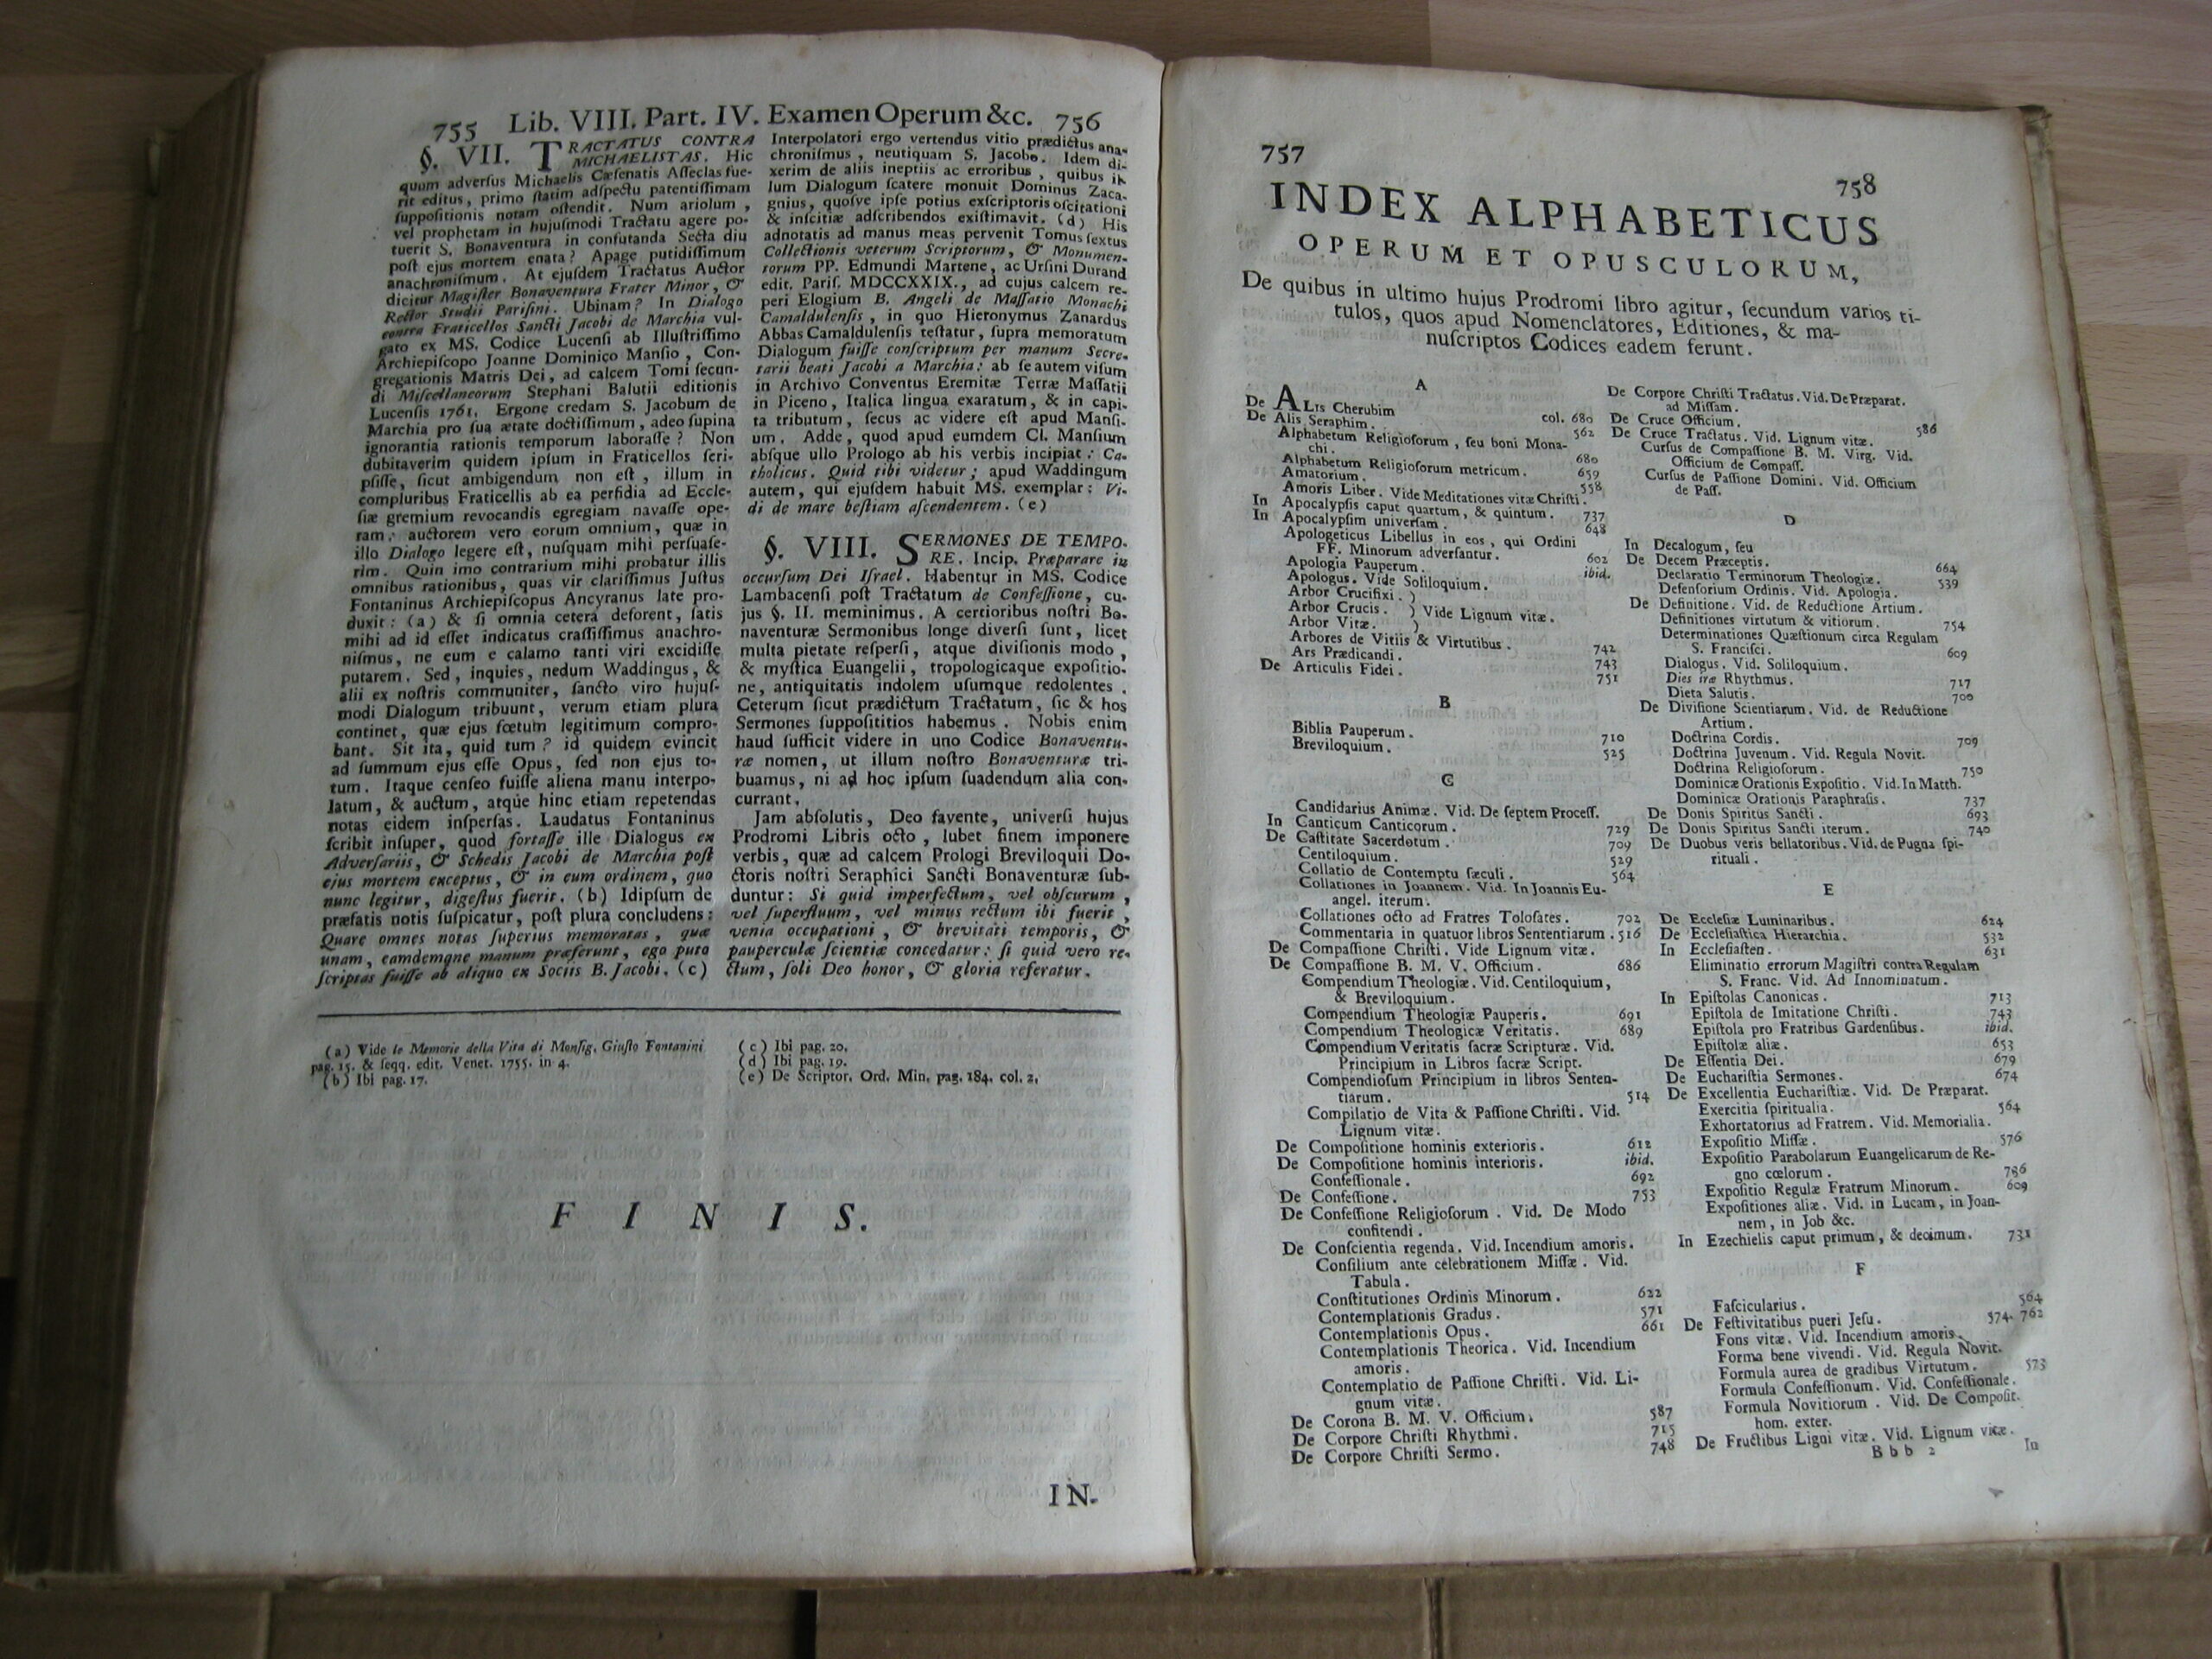 755 Lib. VIII. Part. IV. Examen Operum &c. 756
§. VII. TRACTATUS CONTRA
MICHAELISTAS. Hic
quum adverſus Michaelis Cæſenatis Aſſeclas fue-
rit editus, primo ſtatim adſpectu patentiſſimam
ſuppoſitionis notam oſtendit. Num ariolum,
vel prophetam in hujuſmodi Tractatu agere po-
tuerit S. Bonaventura in confutanda Secta diu
poſt ejus mortem enata? Apage putidiſſimum
anachroniſmum. At ejuſdem Tractatus Auctor
dicitur Magiſter Bonaventura Frater Minor, &
Rector Studii Pariſini. Ubinam? In Dialogo
contra Fraticellos Sancti Jacobi de Marchia vul-
gato ex MS. Codice Lucenſi ab Illuſtriſſimo
Archiepiſcopo Joanne Dominico Manſio, Con-
gregationis Matris Dei, ad calcem Tomi ſecun-
di Miſcellaneorum Stephani Balutii editionis
Lucenſis 1761. Ergone credam S. Jacobum de
Marchia pro ſua ætate doctiſſimum, adeo ſupina
ignorantia rationis temporum laboraſſe? Non
dubitaverim quidem ipſum in Fraticellos ſcri-
pſiſſe, ſicut ambigendum non eſt, illum in
compluribus Fraticellis ab ea perfidia ad Eccle-
ſiæ gremium revocandis egregiam navaſſe ope-
ram: auctorem vero eorum omnium, quæ in
illo Dialogo legere eſt, nuſquam mihi perſuaſe-
rim. Quin imo contrarium mihi probatur illis
omnibus rationibus, quas vir clariſſimus Juſtus
Fontaninus Archiepiſcopus Ancyranus late pro-
duxit: (a) & ſi omnia cetera deforent, ſatis
mihi ad id eſſet indicatus craſſiſſimus anachro-
niſmus, ne eum e calamo tanti viri excidiſſe
putarem. Sed, inquies, nedum Waddingus, &
alii ex noſtris communiter, ſancto viro hujuſ-
modi Dialogum tribuunt, verum etiam plura
continet, quæ ejus fœtum legitimum compro-
bant. Sit ita, quid tum? id quidem evincit
ad ſummum ejus eſſe Opus, ſed non ejus to-
tum. Itaque cenſeo fuiſſe aliena manu interpo-
latum, & auctum, atque hinc etiam repetendas
notas eidem inſperſas. Laudatus Fontaninus
ſcribit inſuper, quod fortaſſe ille Dialogus ex
Adverſariis, & Schedis Jacobi de Marchia poſt
ejus mortem exceptus, & in eum ordinem, quo
nunc legitur, digeſtus fuerit. (b) Idipſum de
præfatis notis ſuſpicatur, poſt plura concludens:
Quare omnes notas ſuperius memoratas, quæ
unam, eamdemque manum præferunt, ego puto
ſcriptas fuiſſe ab aliquo ex Sociis B. Jacobi. (c)
Interpolatori ergo vertendus vitio prædictus ana-
chroniſmus, neutiquam S. Jacobo. Idem di-
xerim de aliis ineptiis ac erroribus, quibus il-
lum Dialogum ſcatere monuit Dominus Zaca-
gnius, quoſve ipſe potius exſcriptoris oſcitationi
& inſcitiæ adſcribendos exiſtimavit. (d) His
adnotatis ad manus meas pervenit Tomus ſextus
Collectionis veterum Scriptorum, & Monumen-
torum PP. Edmundi Martene, ac Urſini Durand
edit. Pariſ. MDCCXXIX., ad cujus calcem re-
peri Elogium B. Angeli de Maſſatio Monachi
Camaldulenſis, in quo Hieronymus Zanardus
Abbas Camaldulenſis teſtatur, ſupra memoratum
Dialogum fuiſſe conſcriptum per manum Secre-
tarii beati Jacobi a Marchia: ab ſe autem viſum
in Archivo Conventus Eremitæ Terræ Maſſatii
in Piceno, Italica lingua exaratum, & in capi-
ta tributum, ſecus ac videre eſt apud Manſi-
um. Adde, quod apud eumdem Cl. Manſium
abſque ullo Prologo ab his verbis incipiat: Ca-
tholicus. Quid tibi videtur; apud Waddingum
autem, qui ejuſdem habuit MS. exemplar: Vi-
di de mare beſtiam aſcendentem. (e)
§. VIII. SERMONES DE TEMPO-
RE. Incip. Præparare in
occurſum Dei Iſrael. Habentur in MS. Codice
Lambacenſi poſt Tractatum de Confeſſione, cu-
jus §. II. meminimus. A certioribus noſtri Bo-
naventuræ Sermonibus longe diverſi ſunt, licet
multa pietate reſperſi, atque diviſionis modo,
& myſtica Euangelii, tropologicaque expoſitio-
ne, antiquitatis indolem uſumque redolentes.
Ceterum ſicut prædictum Tractatum, ſic & hos
Sermones ſuppoſititios habemus. Nobis enim
haud ſufficit videre in uno Codice Bonaventu-
ræ nomen, ut illum noſtro Bonaventuræ tri-
buamus, ni ad hoc ipſum ſuadendum alia con-
currant.
Jam abſolutis, Deo favente, univerſi hujus
Prodromi Libris octo, lubet finem imponere
verbis, quæ ad calcem Prologi Breviloquii Do-
ctoris noſtri Seraphici Sancti Bonaventuræ ſub-
duntur: Si quid imperfectum, vel obſcurum,
vel ſuperfluum, vel minus rectum ibi fuerit,
venia occupationi, & brevitati temporis, &
pauperculæ ſcientiæ concedatur: ſi quid vero re-
ctum, ſoli Deo honor, & gloria referatur.
(a) Vide le Memorie della Vita di Monſig. Giuſto Fontanini
pag. 15. & ſeqq. edit. Venet. 1755. in 4.
(b) Ibi pag. 17.
(c) Ibi pag. 20.
(d) Ibi pag. 19.
(e) De Scriptor. Ord. Min. pag. 184. col. 2.
FINIS.
IN-
757
758
INDEX ALPHABETICUS
OPERUM ET OPUSCULORUM,
De quibus in ultimo hujus Prodromi libro agitur, ſecundum varios ti-
tulos, quos apud Nomenclatores, Editiones, & ma-
nuſcriptos Codices eadem ferunt.
A
De ALIS Cherubim col. 680
De Alis Seraphim. 562
Alphabetum Religioſorum, ſeu boni Mona-
chi. 680
Alphabetum Religioſorum metricum. 659
Amatorium. 558
Amoris Liber. Vide Meditationes vitæ Chriſti.
In Apocalypſis caput quartum, & quintum. 737
In Apocalypſim univerſam. 648
Apologeticus Libellus in eos, qui Ordini
FF. Minorum adverſantur. 602
Apologia Pauperum. ibid.
Apologus. Vide Soliloquium.
Arbor Crucifixi. )
Arbor Crucis. ) Vide Lignum vitæ.
Arbor Vitæ. )
Arbores de Vitiis & Virtutibus. 742
Ars Prædicandi. 743
De Articulis Fidei. 751
B
Biblia Pauperum. 710
Breviloquium. 525
C
Candidarius Animæ. Vid. De ſeptem Proceſſ.
In Canticum Canticorum. 729
De Caſtitate Sacerdotum. 709
Centiloquium. 529
Collatio de Contemptu ſæculi. 564
Collationes in Joannem. Vid. In Joannis Eu-
angel. iterum.
Collationes octo ad Fratres Toloſates. 702
Commentaria in quatuor libros Sententiarum. 516
De Compaſſione Chriſti. Vide Lignum vitæ.
De Compaſſione B. M. V. Officium. 686
Compendium Theologiæ. Vid. Centiloquium,
& Breviloquium.
Compendium Theologiæ Pauperis. 691
Compendium Theologicæ Veritatis. 689
Compendium Veritatis ſacræ Scripturæ. Vid.
Principium in Libros ſacræ Script.
Compendioſum Principium in libros Senten-
tiarum. 514
Compilatio de Vita & Paſſione Chriſti. Vid.
Lignum vitæ.
De Compoſitione hominis exterioris. 612
De Compoſitione hominis interioris. ibid.
Confeſſionale. 692
De Confeſſione. 753
De Confeſſione Religioſorum. Vid. De Modo
confitendi.
De Conſcientia regenda. Vid. Incendium amoris.
Conſilium ante celebrationem Miſſæ. Vid.
Tabula.
Conſtitutiones Ordinis Minorum. 622
Contemplationis Gradus. 571
Contemplationis Opus. 661
Contemplationis Theorica. Vid. Incendium
amoris.
Contemplatio de Paſſione Chriſti. Vid. Li-
gnum vitæ.
De Corona B. M. V. Officium. 587
De Corpore Chriſti Rhythmi. 715
De Corpore Chriſti Sermo. 748
De Corpore Chriſti Tractatus. Vid. De Præparat.
ad Miſſam.
De Cruce Officium. 586
De Cruce Tractatus. Vid. Lignum vitæ.
Curſus de Compaſſione B. M. Virg. Vid.
Officium de Compaſſ.
Curſus de Paſſione Domini. Vid. Officium
de Paſſ.
D
In Decalogum, ſeu
De Decem Præceptis. 664
Declaratio Terminorum Theologiæ. 539
Defenſorium Ordinis. Vid. Apologia.
De Definitione. Vid. de Reductione Artium.
Definitiones virtutum & vitiorum. 754
Determinationes Quæſtionum circa Regulam
S. Franciſci. 609
Dialogus. Vid. Soliloquium.
Dies iræ Rhythmus. 717
Dieta Salutis. 700
De Diviſione Scientiarum. Vid. de Reductione
Artium.
Doctrina Cordis. 709
Doctrina Juvenum. Vid. Regula Novit.
Doctrina Religioſorum. 750
Dominicæ Orationis Expoſitio. Vid. In Matth.
Dominicæ Orationis Paraphraſis. 737
De Donis Spiritus Sancti. 693
De Donis Spiritus Sancti iterum. 740
De Duobus veris bellatoribus. Vid. de Pugna ſpi-
rituali.
E
De Eccleſiæ Luminaribus. 624
De Eccleſiaſtica Hierarchia. 532
In Eccleſiaſten. 631
Eliminatio errorum Magiſtri contra Regulam
S. Franc. Vid. Ad Innominatum.
In Epiſtolas Canonicas. 713
Epiſtola de Imitatione Chriſti. 743
Epiſtola pro Fratribus Gardenſibus. ibid.
Epiſtolæ aliæ. 653
De Eſſentia Dei. 679
De Euchariſtia Sermones. 674
De Excellentia Euchariſtiæ. Vid. De Præparat.
Exercitia ſpiritualia. 564
Exhortatorius ad Fratrem. Vid. Memorialia.
Expoſitio Miſſæ. 576
Expoſitio Parabolarum Euangelicarum de Re-
gno cœlorum. 736
Expoſitio Regulæ Fratrum Minorum. 609
Expoſitiones aliæ. Vid. in Lucam, in Joan-
nem, in Job &c.
In Ezechielis caput primum, & decimum. 731
F
Faſcicularius. 564
De Feſtivitatibus pueri Jeſu. 574. 762
Fons vitæ. Vid. Incendium amoris.
Forma bene vivendi. Vid. Regula Novit.
Formula aurea de gradibus Virtutum. 573
Formula Confeſſionum. Vid. Confeſſionale.
Formula Novitiorum. Vid. De Compoſit.
hom. exter.
De Fructibus Ligni vitæ. Vid. Lignum vitæ.
Bbb 2 In